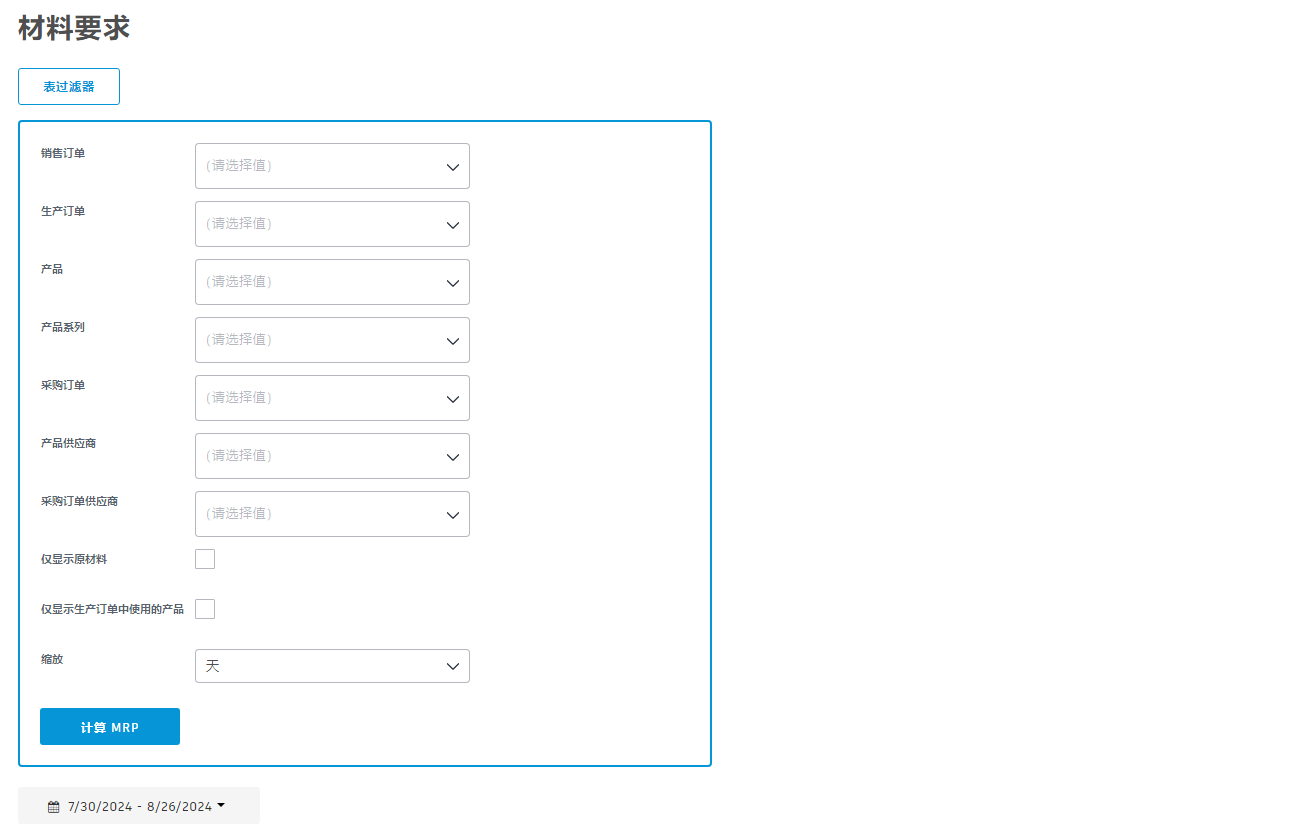 材料要求
表过滤器
销售订单 (请选择值)
生产订单 (请选择值)
产品 (请选择值)
产品系列 (请选择值)
采购订单 (请选择值)
产品供应商 (请选择值)
采购订单供应商 (请选择值)
仅显示原材料
仅显示生产订单中使用的产品
缩放 天
计算 MRP
7/30/2024 - 8/26/2024